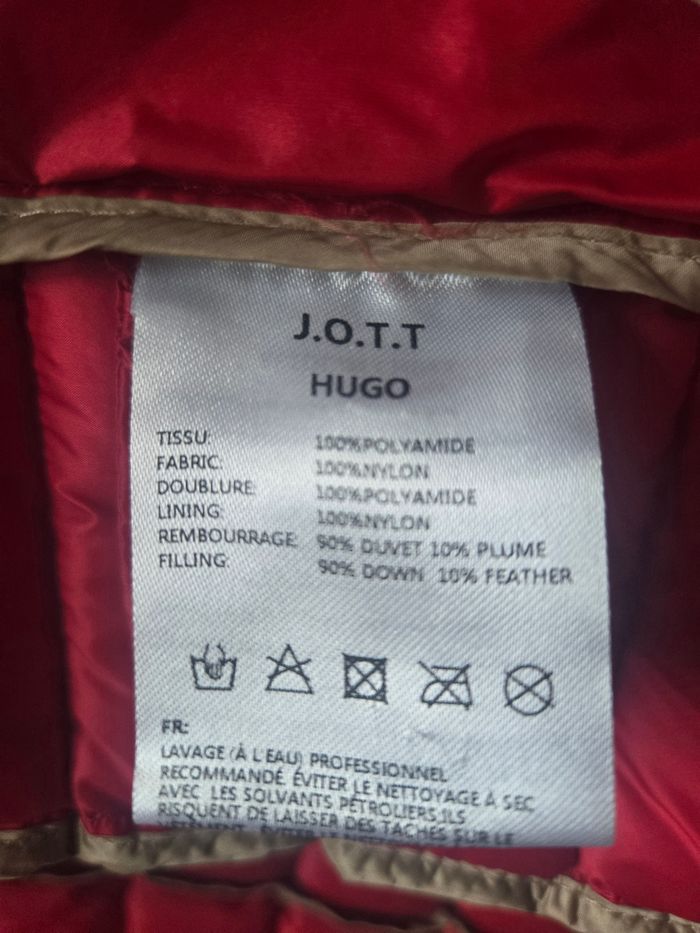 J.O.T.T
HUGO
TISSU: 100%POLYAMIDE
FABRIC: 100%NYLON
DOUBLURE: 100%POLYAMIDE
LINING: 100%NYLON
REMBOURRAGE: 90% DUVET 10% PLUME
FILLING: 90% DOWN 10% FEATHER
FR:
LAVAGE (À L'EAU) PROFESSIONNEL
RECOMMANDÉ. ÉVITER LE NETTOYAGE À SEC
AVEC LES SOLVANTS PÉTROLIERS.ILS
RISQUENT DE LAISSER DES TACHES SUR LE